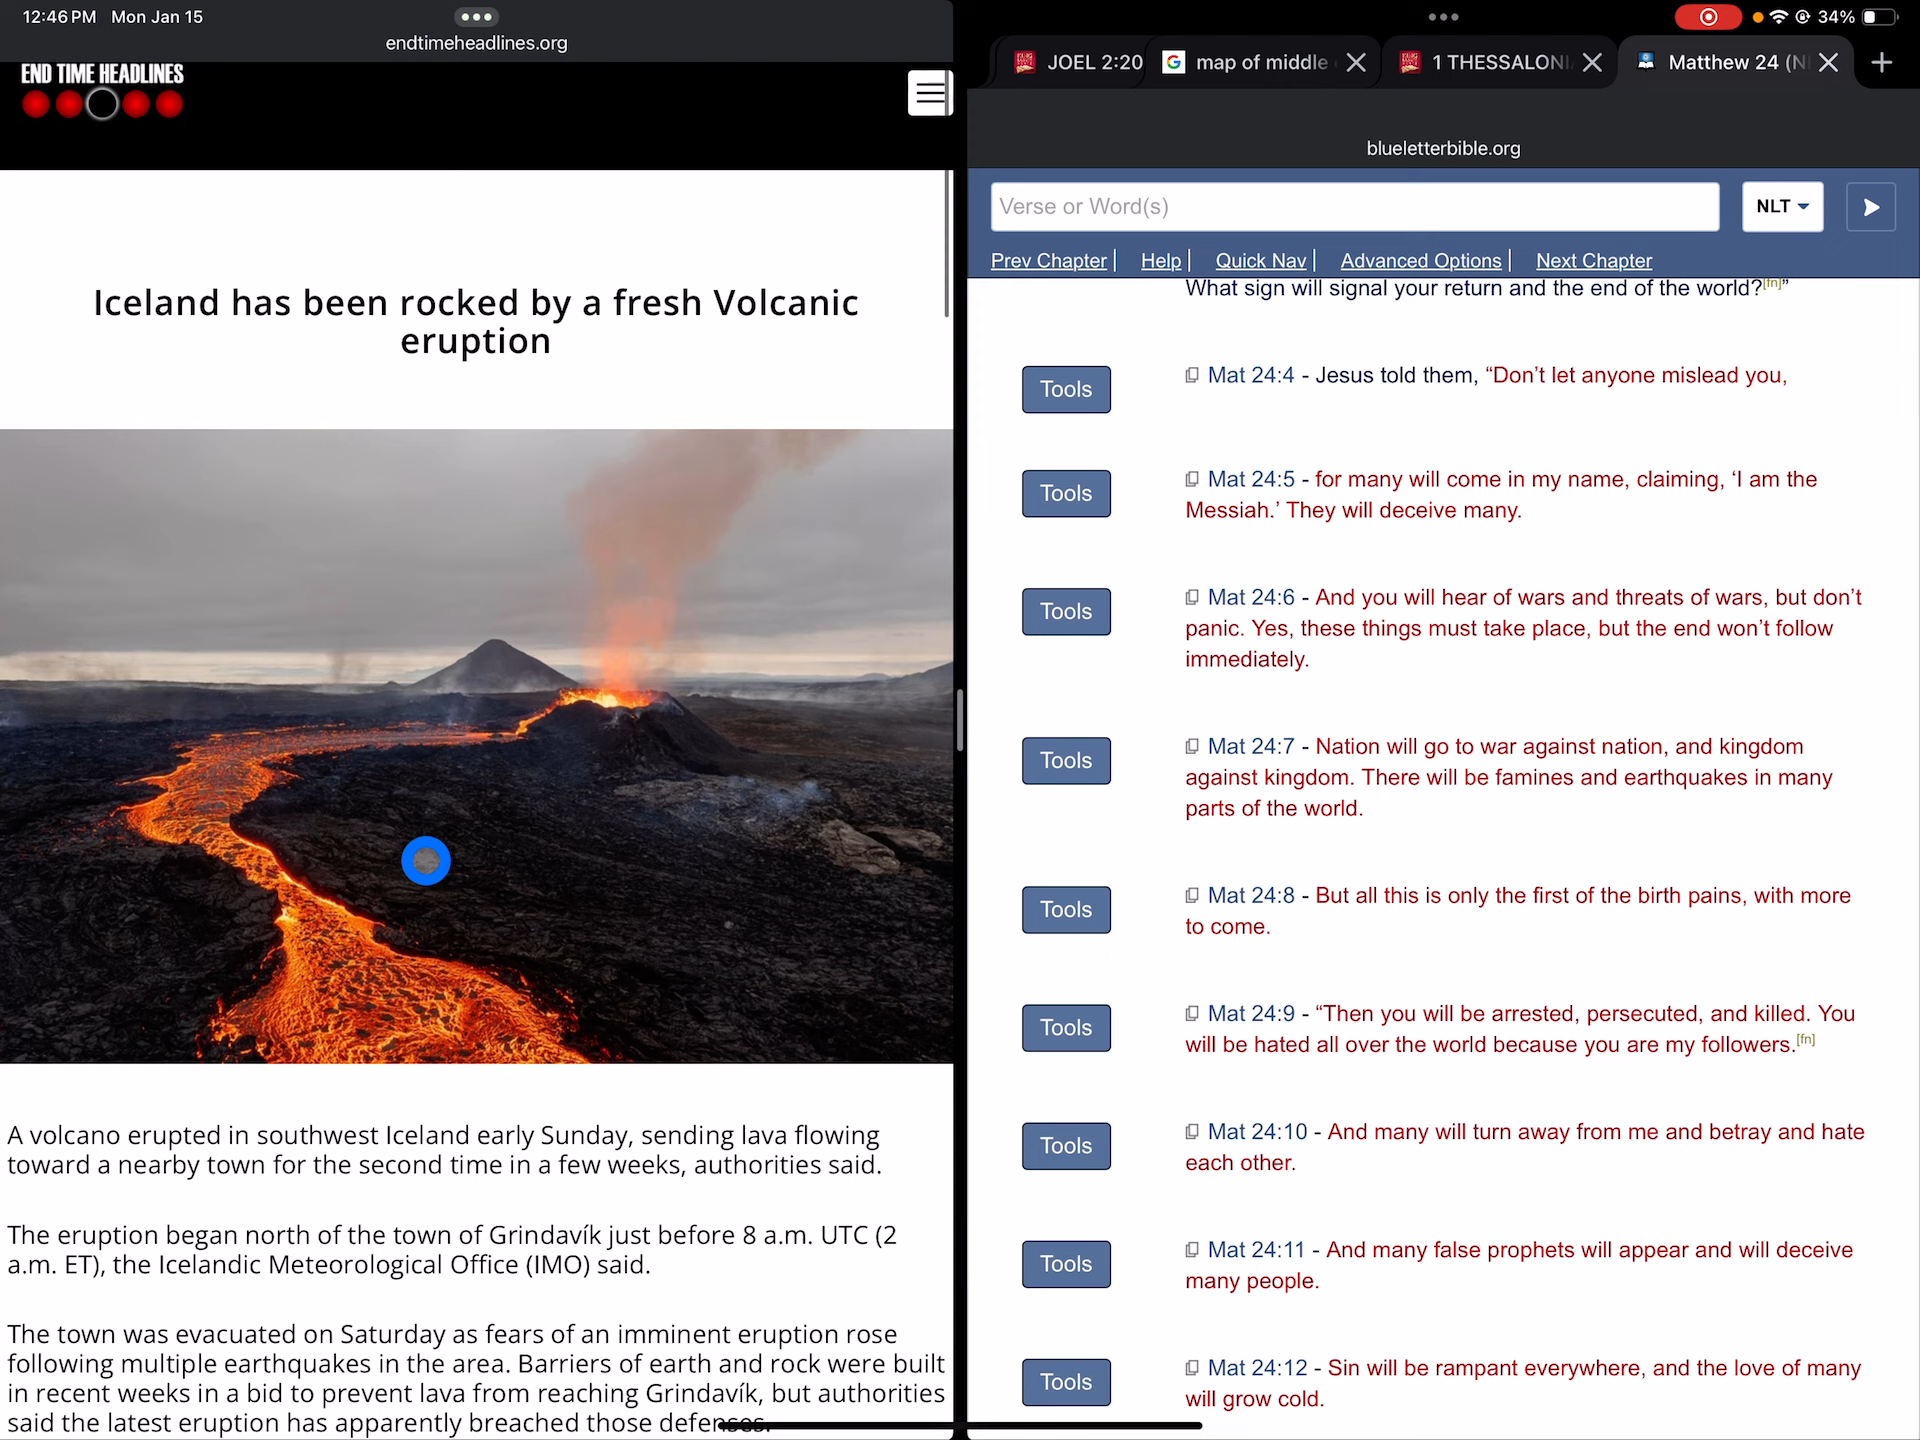 12:46 PM Mon Jan 15
endtimeheadlines.org
END TIME HEADLINES
Iceland has been rocked by a fresh Volcanic
eruption
A volcano erupted in southwest Iceland early Sunday, sending lava flowing
toward a nearby town for the second time in a few weeks, authorities said.
The eruption began north of the town of Grindavík just before 8 a.m. UTC (2
a.m. ET), the Icelandic Meteorological Office (IMO) said.
The town was evacuated on Saturday as fears of an imminent eruption rose
following multiple earthquakes in the area. Barriers of earth and rock were built
in recent weeks in a bid to prevent lava from reaching Grindavík, but authorities
said the latest eruption has apparently breached those defenses.
34%
JOEL 2:20
G map of middle
1 THESSALONI
Matthew 24 (N
blueletterbible.org
Verse or Word(s)
NLT
Prev Chapter | Help | Quick Nav | Advanced Options | Next Chapter
What sign will signal your return and the end of the world?[fn]”
Tools
Mat 24:4 - Jesus told them, “Don’t let anyone mislead you,
Tools
Mat 24:5 - for many will come in my name, claiming, ‘I am the
Messiah.’ They will deceive many.
Tools
Mat 24:6 - And you will hear of wars and threats of wars, but don’t
panic. Yes, these things must take place, but the end won’t follow
immediately.
Tools
Mat 24:7 - Nation will go to war against nation, and kingdom
against kingdom. There will be famines and earthquakes in many
parts of the world.
Tools
Mat 24:8 - But all this is only the first of the birth pains, with more
to come.
Tools
Mat 24:9 - “Then you will be arrested, persecuted, and killed. You
will be hated all over the world because you are my followers.[fn]
Tools
Mat 24:10 - And many will turn away from me and betray and hate
each other.
Tools
Mat 24:11 - And many false prophets will appear and will deceive
many people.
Tools
Mat 24:12 - Sin will be rampant everywhere, and the love of many
will grow cold.